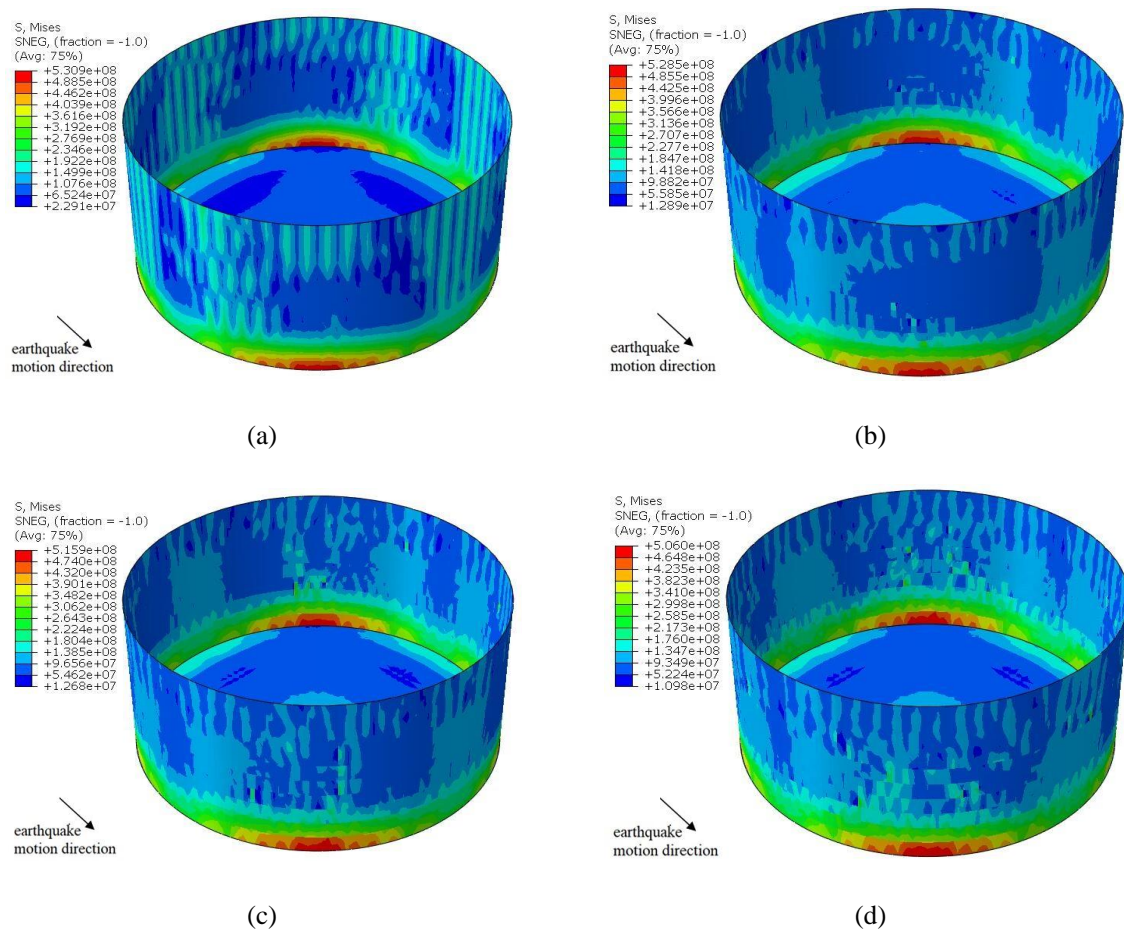 S, Mises
SNEG, (fraction = -1.0)
(Avg: 75%)
+5.309e+08
+4.885e+08
+4.462e+08
+4.039e+08
+3.616e+08
+3.192e+08
+2.769e+08
+2.346e+08
+1.922e+08
+1.499e+08
+1.076e+08
+6.524e+07
+2.291e+07
earthquake
motion direction
(a)
S, Mises
SNEG, (fraction = -1.0)
(Avg: 75%)
+5.285e+08
+4.855e+08
+4.425e+08
+3.996e+08
+3.566e+08
+3.136e+08
+2.707e+08
+2.277e+08
+1.847e+08
+1.418e+08
+9.882e+07
+5.585e+07
+1.289e+07
earthquake
motion direction
(b)
S, Mises
SNEG, (fraction = -1.0)
(Avg: 75%)
+5.159e+08
+4.740e+08
+4.320e+08
+3.901e+08
+3.482e+08
+3.062e+08
+2.643e+08
+2.224e+08
+1.804e+08
+1.385e+08
+9.656e+07
+5.462e+07
+1.268e+07
earthquake
motion direction
(c)
S, Mises
SNEG, (fraction = -1.0)
(Avg: 75%)
+5.060e+08
+4.648e+08
+4.235e+08
+3.823e+08
+3.410e+08
+2.998e+08
+2.585e+08
+2.173e+08
+1.760e+08
+1.347e+08
+9.349e+07
+5.224e+07
+1.098e+07
earthquake
motion direction
(d)